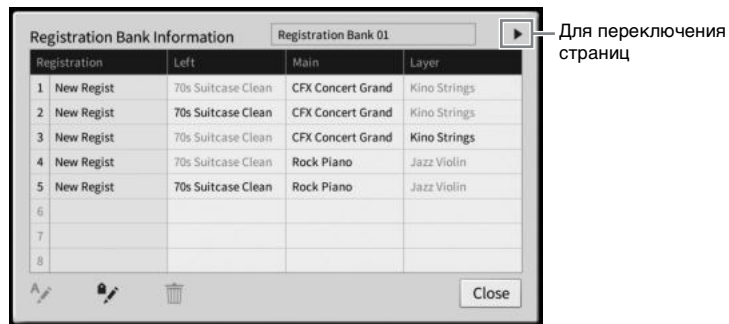 Registration Bank Information Registration Bank 01 ▶
Для переключения
страниц
Registration Left Main Layer
1 New Regist 70s Suitcase Clean CFX Concert Grand Kino Strings
2 New Regist 70s Suitcase Clean CFX Concert Grand Kino Strings
3 New Regist 70s Suitcase Clean CFX Concert Grand Kino Strings
4 New Regist 70s Suitcase Clean Rock Piano Jazz Violin
5 New Regist 70s Suitcase Clean Rock Piano Jazz Violin
6
7
8
A Close